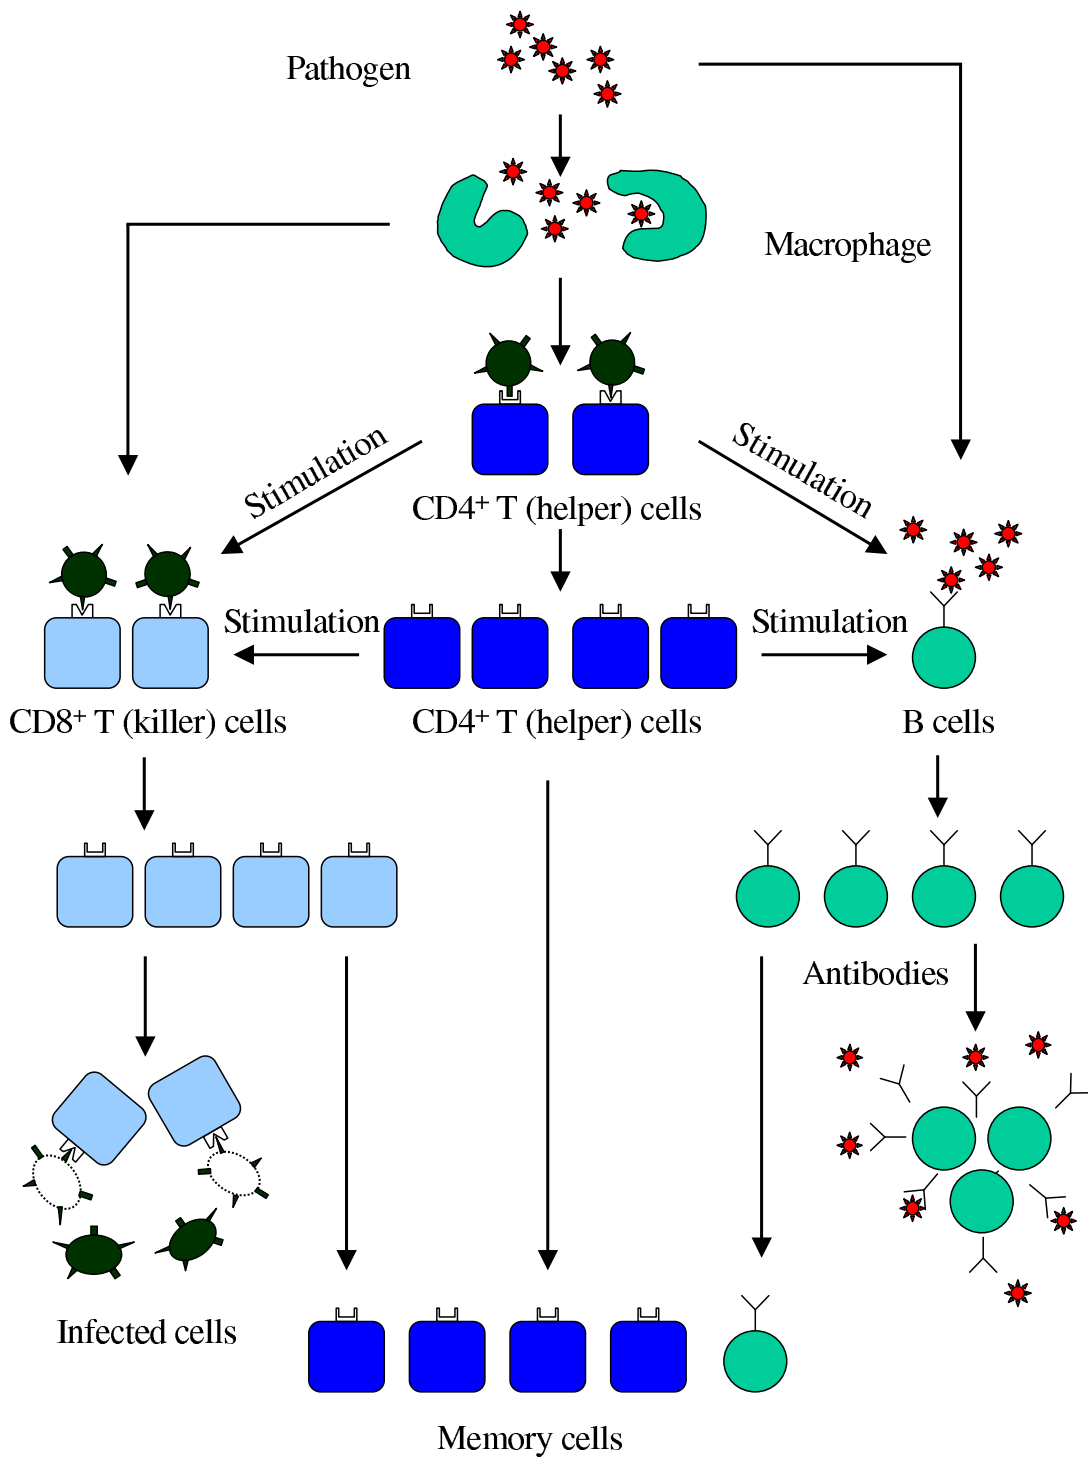 Pathogen
Macrophage
Stimulation
Stimulation
CD4⁺ T (helper) cells
Stimulation
Stimulation
CD8⁺ T (killer) cells
CD4⁺ T (helper) cells
B cells
Antibodies
Infected cells
Memory cells